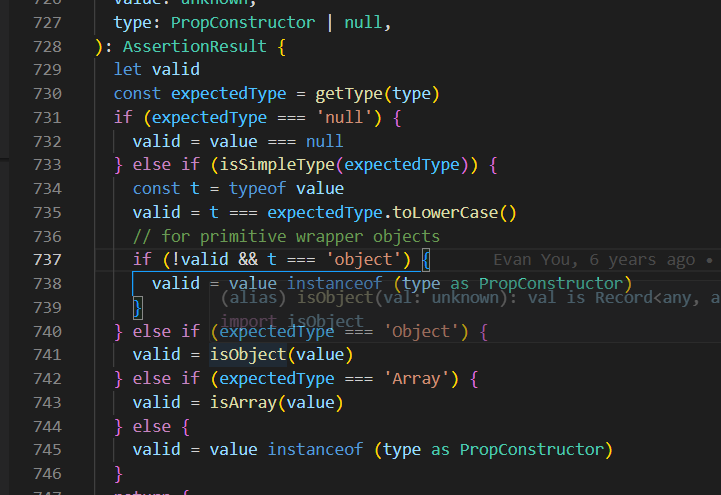 726 value: unknown,
727 type: PropConstructor | null,
728 ): AssertionResult {
729 let valid
730 const expectedType = getType(type)
731 if (expectedType === 'null') {
732 valid = value === null
733 } else if (isSimpleType(expectedType)) {
734 const t = typeof value
735 valid = t === expectedType.toLowerCase()
736 // for primitive wrapper objects
737 if (!valid && t === 'object') { Evan You, 6 years ago •
738 valid = value instanceof (type as PropConstructor)
(alias) isObject(val: unknown): val is Record<any, a
739 }
import isObject
740 } else if (expectedType === 'Object') {
741 valid = isObject(value)
742 } else if (expectedType === 'Array') {
743 valid = isArray(value)
744 } else {
745 valid = value instanceof (type as PropConstructor)
746 }
747 return {